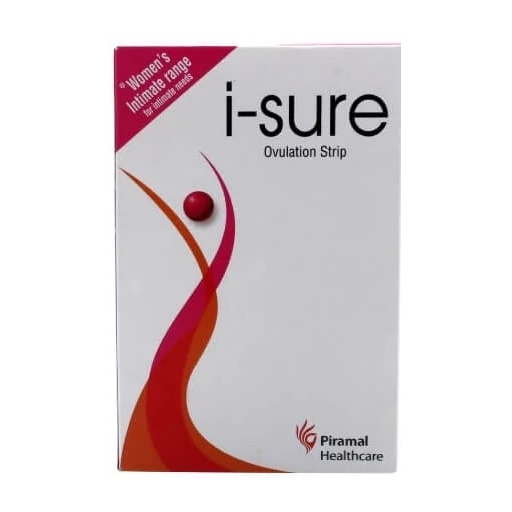 * Women's
Intimate range
for intimate needs
i-sure
Ovulation Strip
Piramal
Healthcare